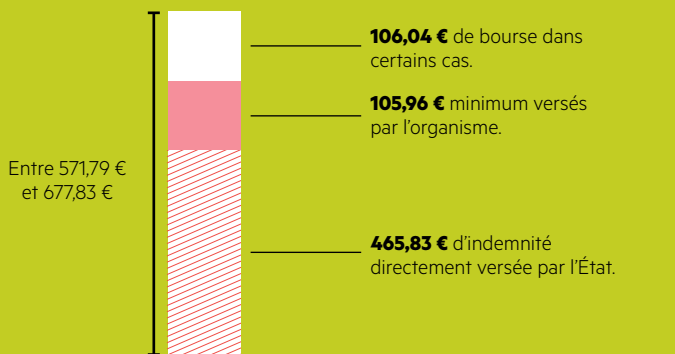 106,04 € de bourse dans
certains cas.
105,96 € minimum versés
par l’organisme.
Entre 571,79 €
et 677,83 €
465,83 € d’indemnité
directement versée par l’État.